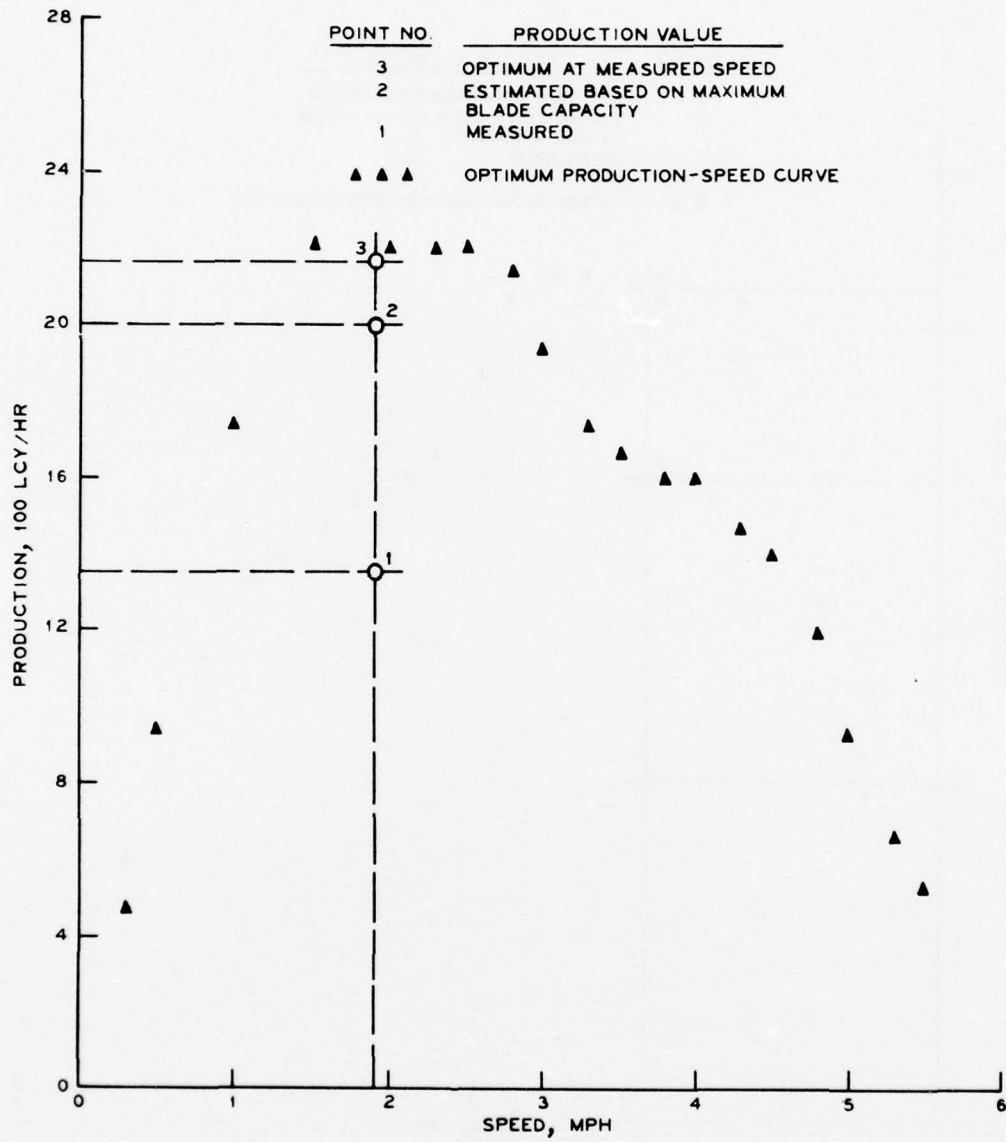 28
POINT NO. PRODUCTION VALUE
3 OPTIMUM AT MEASURED SPEED
2 ESTIMATED BASED ON MAXIMUM
BLADE CAPACITY
1 MEASURED
OPTIMUM PRODUCTION-SPEED CURVE
24
3
2
20
16
1
12
8
4
0
PRODUCTION, 100 LCY/HR
0 1 2 3 4 5 6
SPEED, MPH